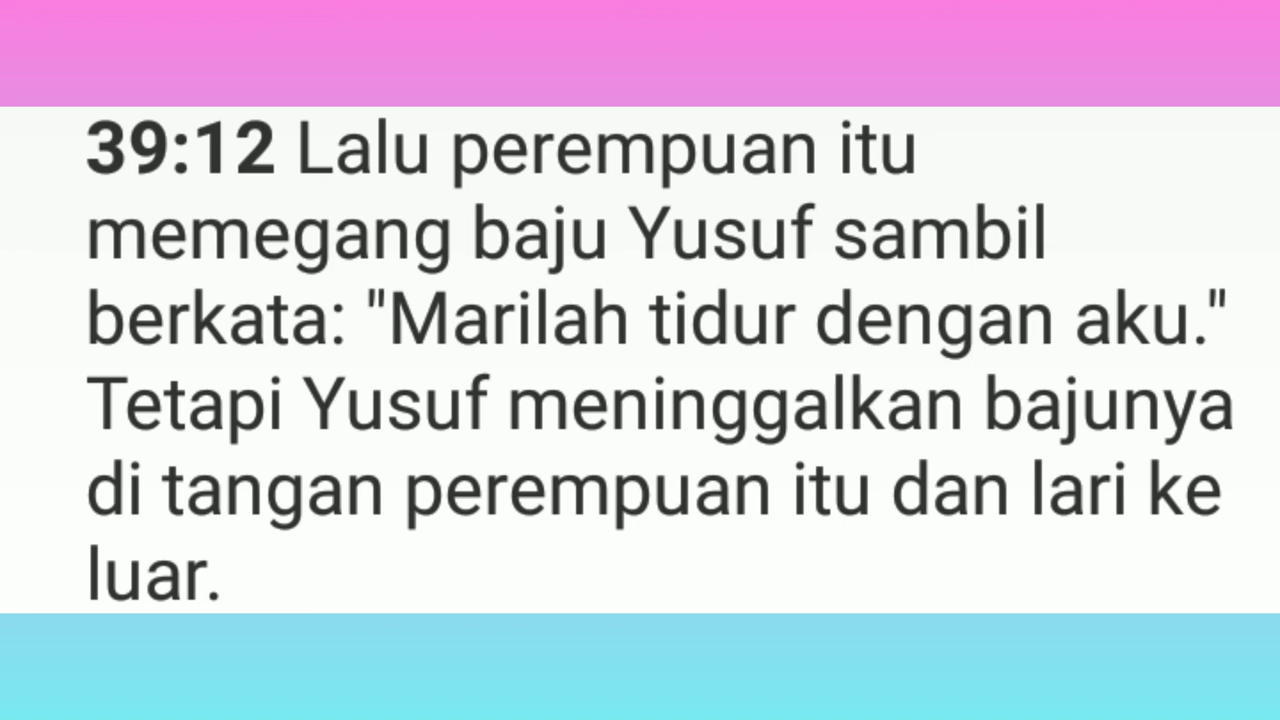 39:12 Lalu perempuan itu
memegang baju Yusuf sambil
berkata: "Marilah tidur dengan aku."
Tetapi Yusuf meninggalkan bajunya
di tangan perempuan itu dan lari ke
luar.